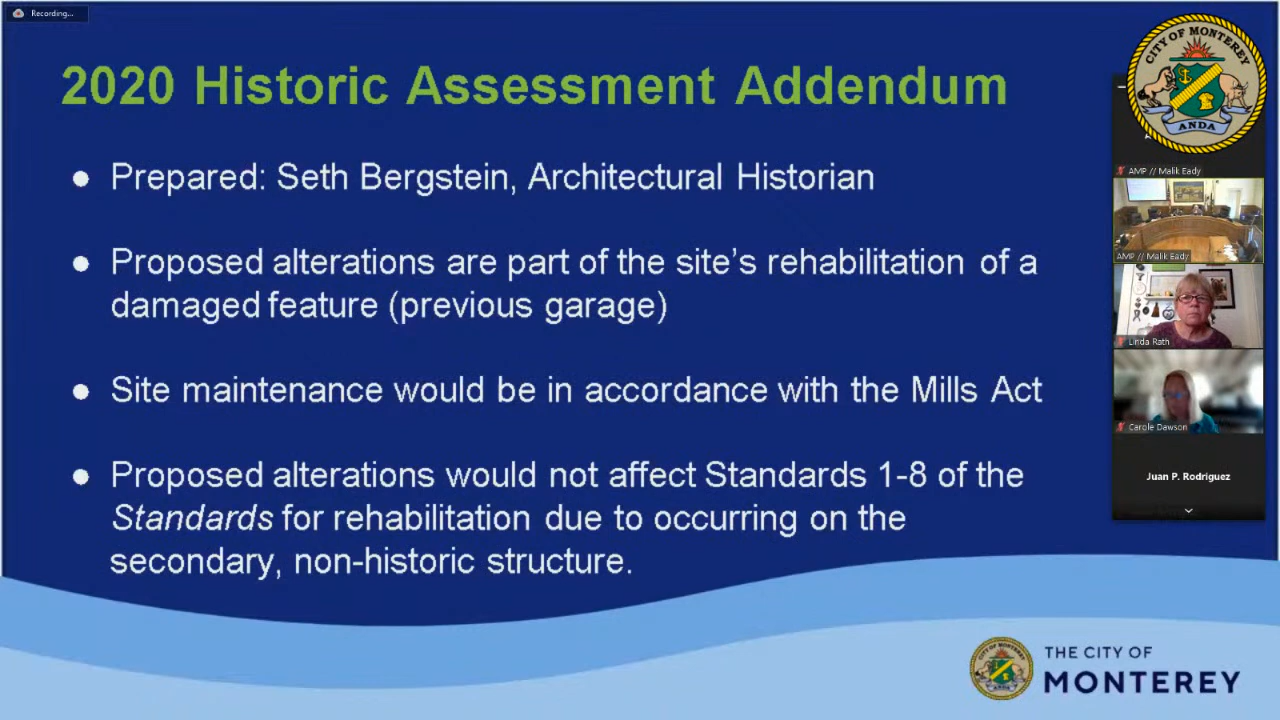 Recording...
2020 Historic Assessment Addendum
● Prepared: Seth Bergstein, Architectural Historian
● Proposed alterations are part of the site's rehabilitation of a
damaged feature (previous garage)
● Site maintenance would be in accordance with the Mills Act
● Proposed alterations would not affect Standards 1-8 of the
Standards for rehabilitation due to occurring on the
secondary, non-historic structure.
CITY OF MONTEREY
ANDA
AMP // Malik Eady
AMP // Malik Eady
Linda Rath
Carole Dawson
Juan P. Rodriguez
THE CITY OF
MONTEREY